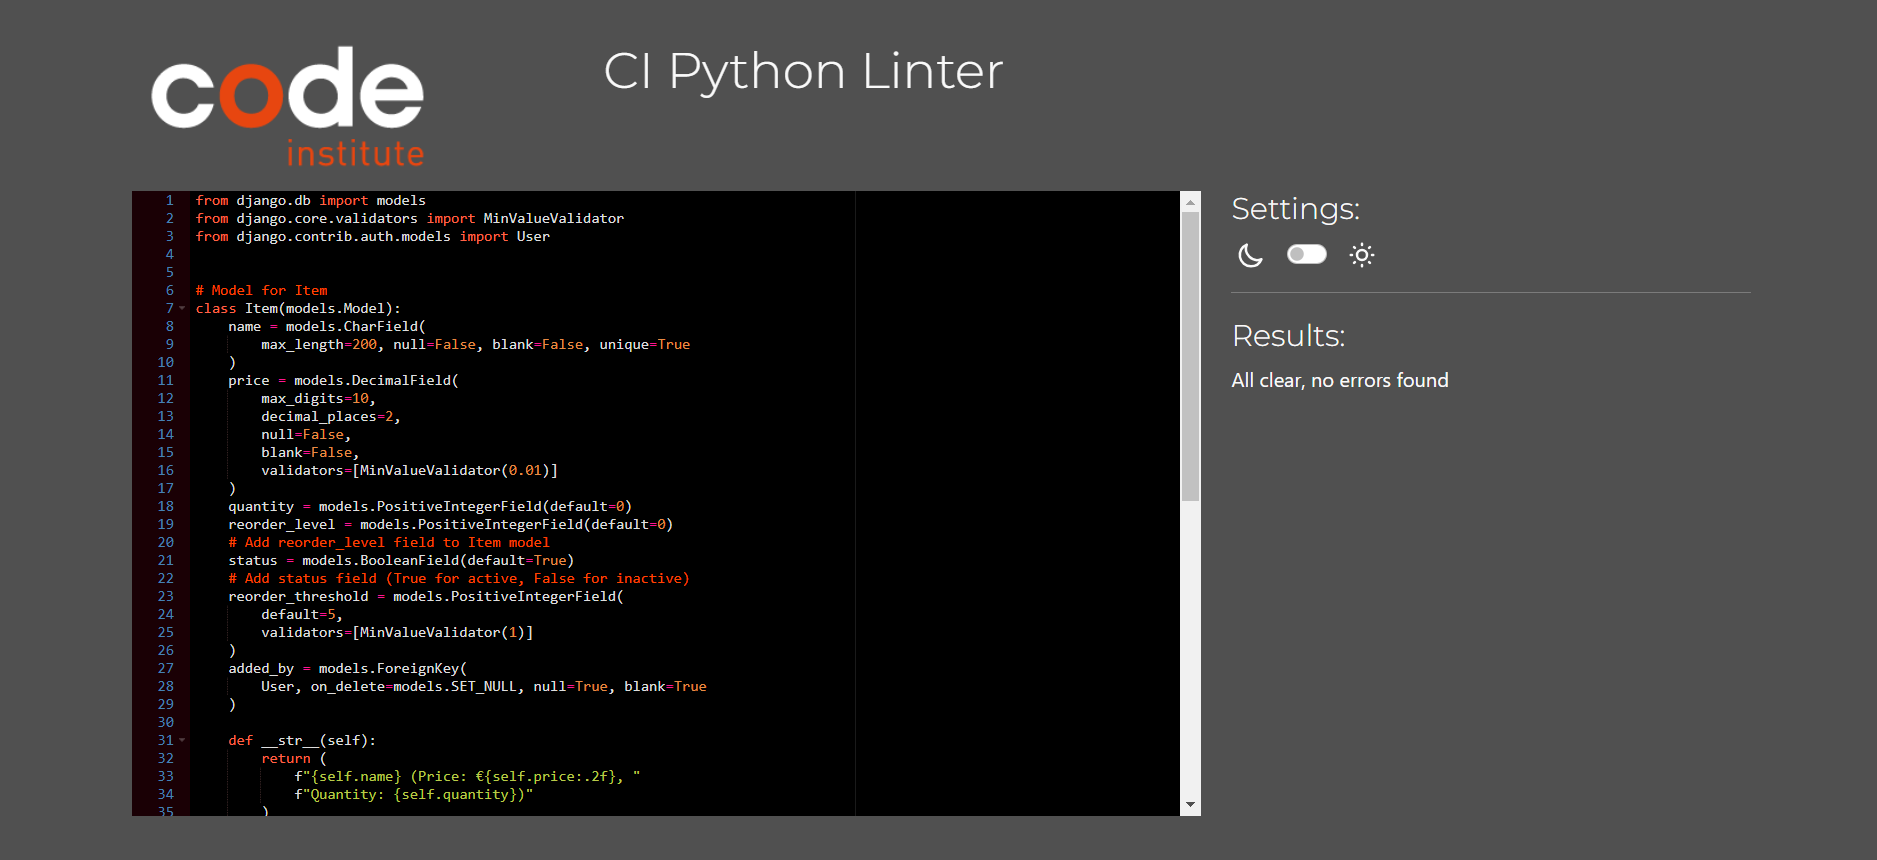 code
institute
CI Python Linter
1 from django.db import models
2 from django.core.validators import MinValueValidator
3 from django.contrib.auth.models import User
4
5
6 # Model for Item
7 class Item(models.Model):
8     name = models.CharField(
9         max_length=200, null=False, blank=False, unique=True
10     )
11     price = models.DecimalField(
12         max_digits=10,
13         decimal_places=2,
14         null=False,
15         blank=False,
16         validators=[MinValueValidator(0.01)]
17     )
18     quantity = models.PositiveIntegerField(default=0)
19     reorder_level = models.PositiveIntegerField(default=0)
20     # Add reorder_level field to Item model
21     status = models.BooleanField(default=True)
22     # Add status field (True for active, False for inactive)
23     reorder_threshold = models.PositiveIntegerField(
24         default=5,
25         validators=[MinValueValidator(1)]
26     )
27     added_by = models.ForeignKey(
28         User, on_delete=models.SET_NULL, null=True, blank=True
29     )
30
31     def __str__(self):
32         return (
33             f"{self.name} (Price: €{self.price:.2f}, "
34             f"Quantity: {self.quantity})"
35         )
Settings:
Results:
All clear, no errors found